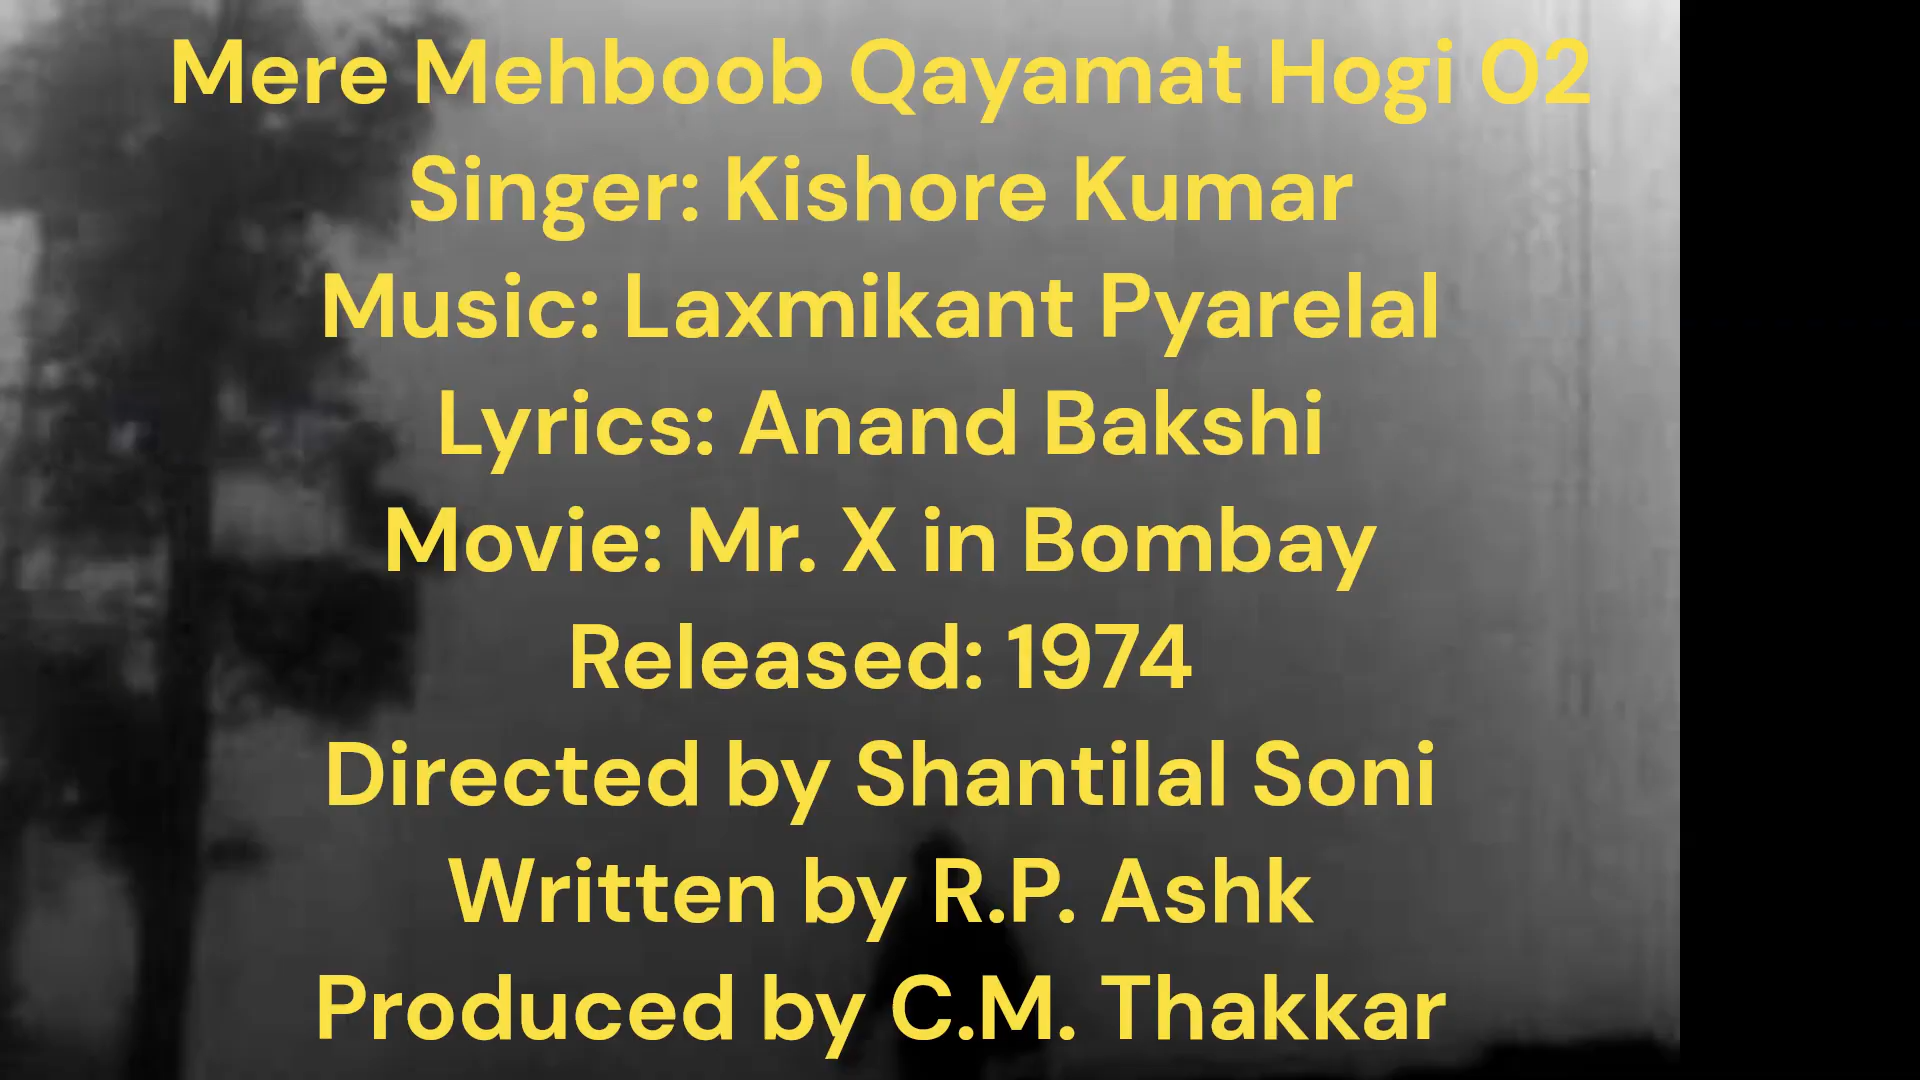 Mere Mehboob Qayamat Hogi 02
Singer: Kishore Kumar
Music: Laxmikant Pyarelal
Lyrics: Anand Bakshi
Movie: Mr. X in Bombay
Released: 1974
Directed by Shantilal Soni
Written by R.P. Ashk
Produced by C.M. Thakkar